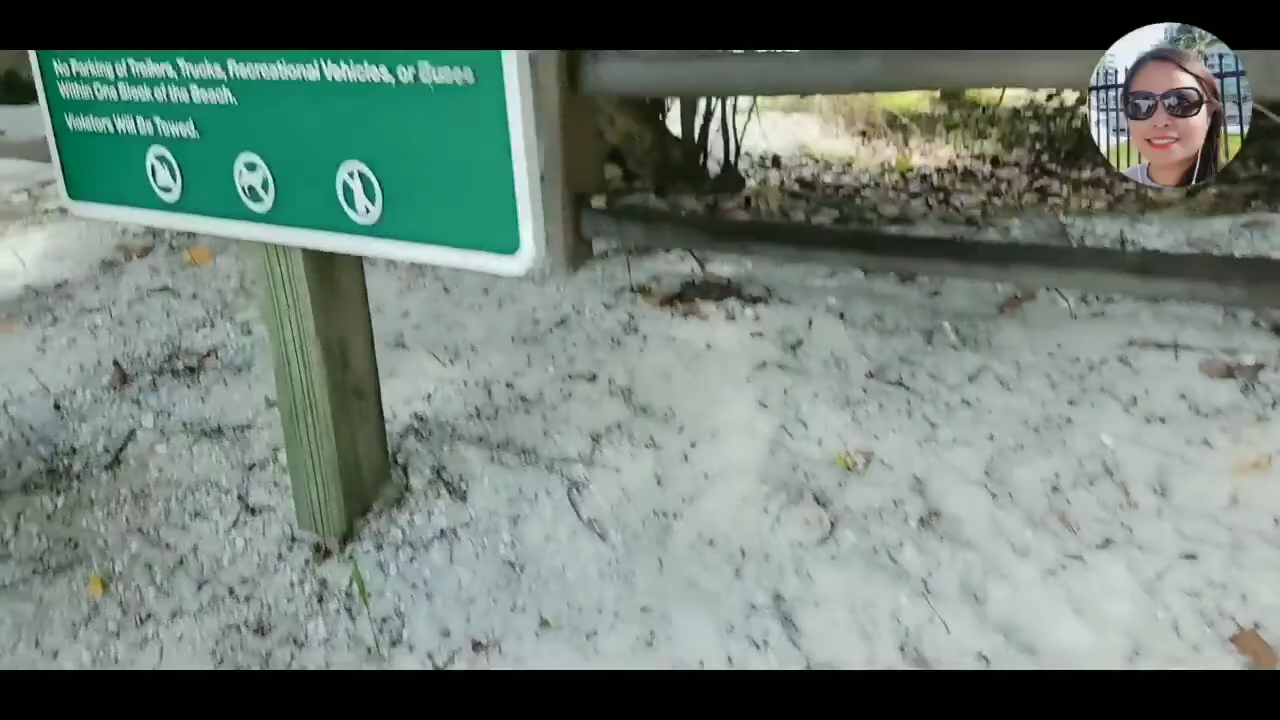 No Parking of Trailers, Trucks, Recreational Vehicles, or Buses
Within One Block of the Beach.
Violators Will Be Towed.